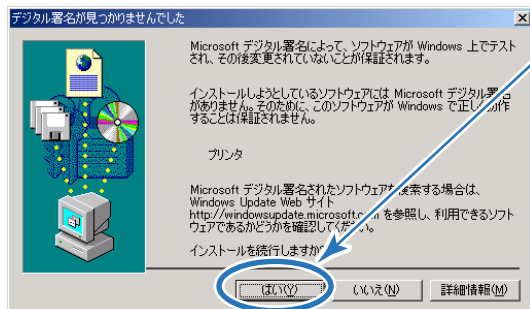 デジタル署名が見つかりませんでした
Microsoft デジタル署名によって、ソフトウェアが Windows 上でテスト
され、その後変更されていないことが保証されます。
インストールしようとしているソフトウェアには Microsoft デジタル署名
がありません。そのために、このソフトウェアが Windows で正しく動作
することは保証されません。
プリンタ
Microsoft デジタル署名されたソフトウェアを検索する場合は、
Windows Update Web サイト
http://windowsupdate.microsoft.com を参照し、利用できるソフト
ウェアであるかどうかを確認してください。
インストールを続行しますか?
はい(Y) いいえ(N) 詳細情報(M)